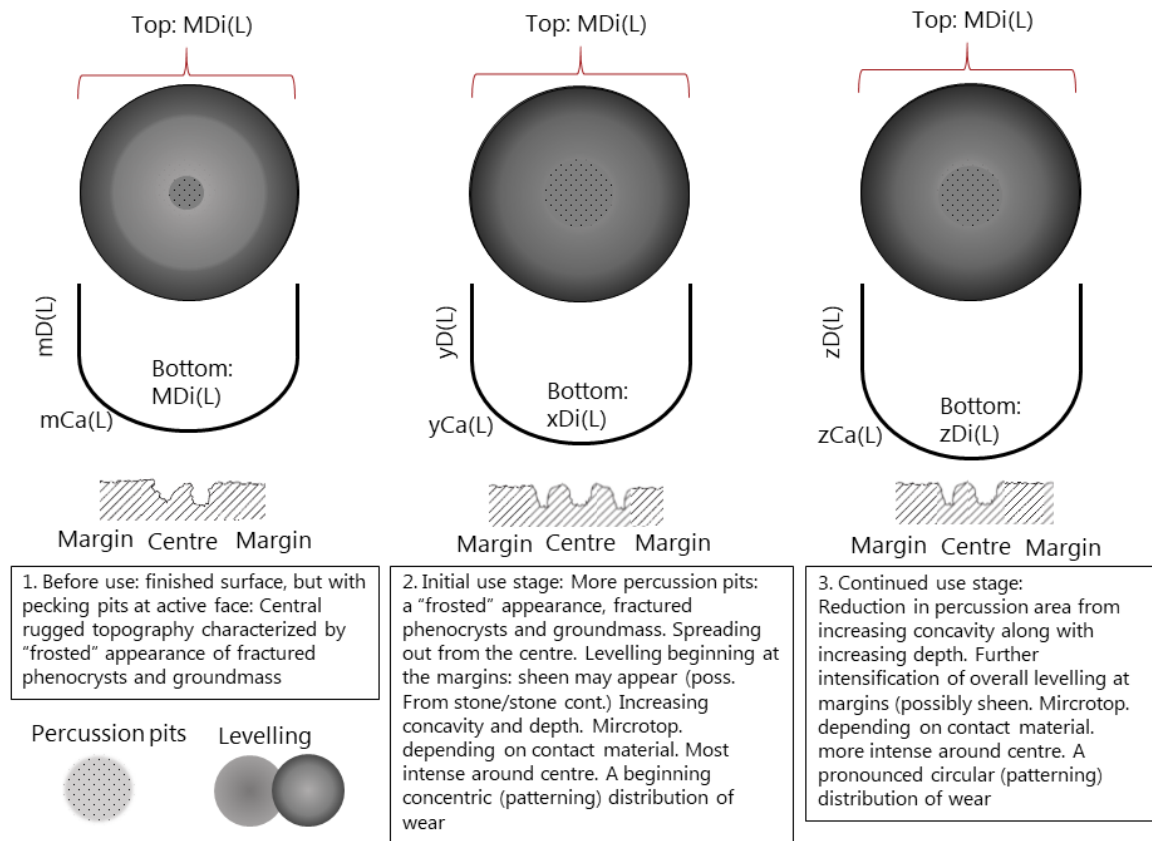 Top: MDi(L)
Top: MDi(L)
Top: MDi(L)
mD(L)
Bottom:
MDi(L)
mCa(L)
yD(L)
Bottom:
xDi(L)
yCa(L)
zD(L)
Bottom:
zDi(L)
zCa(L)
Margin Centre Margin
Margin Centre Margin
Margin Centre Margin
1. Before use: finished surface, but with
pecking pits at active face: Central
rugged topography characterized by
"frosted" appearance of fractured
phenocrysts and groundmass
2. Initial use stage: More percussion pits:
a "frosted" appearance, fractured
phenocrysts and groundmass. Spreading
out from the centre. Levelling beginning at
the margins: sheen may appear (poss.
From stone/stone cont.) Increasing
concavity and depth. Mircrotop.
depending on contact material. Most
intense around centre. A beginning
concentric (patterning) distribution of
wear
3. Continued use stage:
Reduction in percussion area from
increasing concavity along with
increasing depth. Further
intensification of overall levelling at
margins (possibly sheen. Mircrotop.
depending on contact material.
more intense around centre. A
pronounced circular (patterning)
distribution of wear
Percussion pits
Levelling